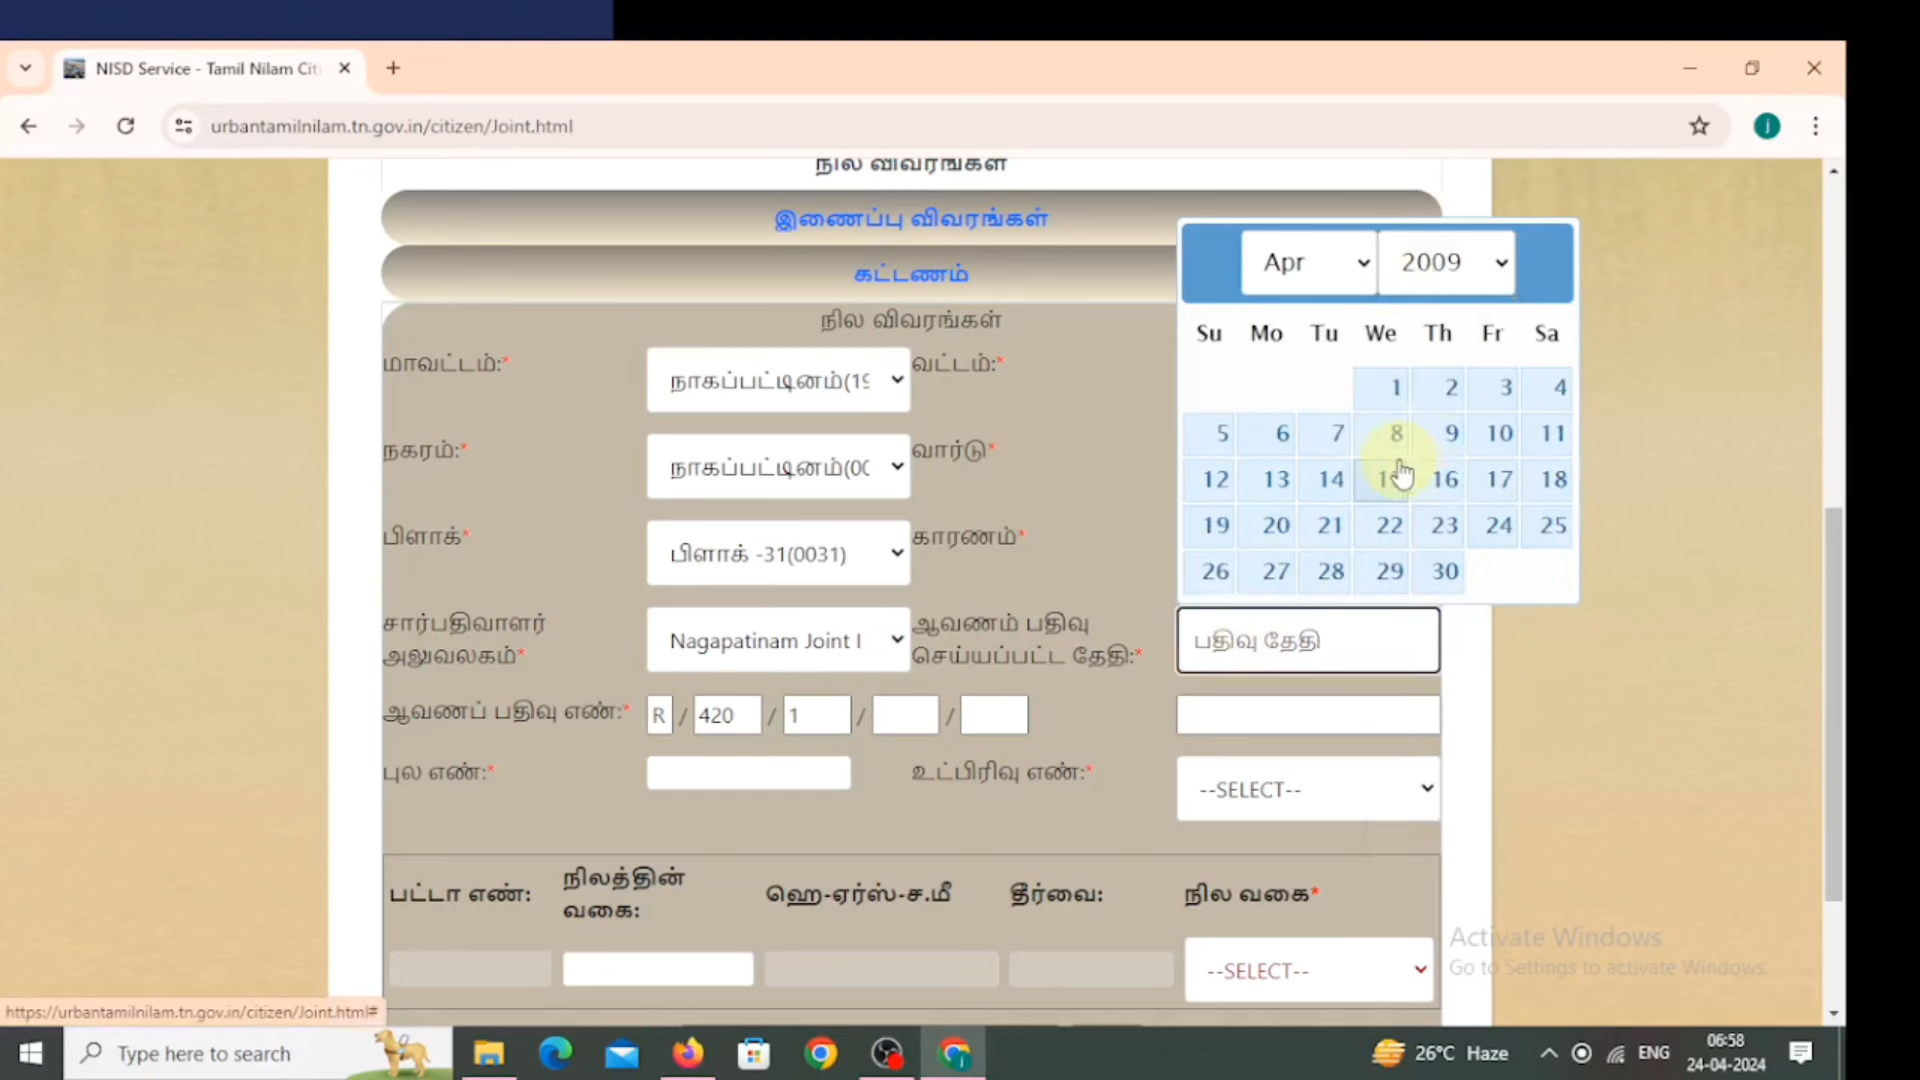 NISD Service - Tamil Nilam Cit
urbantamilnilam.tn.gov.in/citizen/Joint.html
நில விவரங்கள்
இணைப்பு விவரங்கள்
கட்டணம்
நில விவரங்கள்
Apr 2009
Su Mo Tu We Th Fr Sa
1 2 3 4
5 6 7 8 9 10 11
12 13 14 15 16 17 18
19 20 21 22 23 24 25
26 27 28 29 30
மாவட்டம்:* நாகப்பட்டினம்(19 வட்டம்:*
நகரம்:* நாகப்பட்டினம்(00 வார்டு*
பிளாக்* பிளாக் -31(0031) காரணம்*
சார்பதிவாளர் அலுவலகம்* Nagapatinam Joint I ஆவணம் பதிவு செய்யப்பட்ட தேதி:* பதிவு தேதி
ஆவணப் பதிவு எண்:* R / 420 / 1 / /
புல எண்:* உட்பிரிவு எண்:* --SELECT--
பட்டா எண்: நிலத்தின் வகை: ஹெ-ஏர்ஸ்-ச.மீ தீர்வை: நில வகை*
--SELECT--
Activate Windows
Go to Settings to activate Windows.
https://urbantamilnilam.tn.gov.in/citizen/Joint.html#
Type here to search
26°C Haze
ENG
06:58
24-04-2024